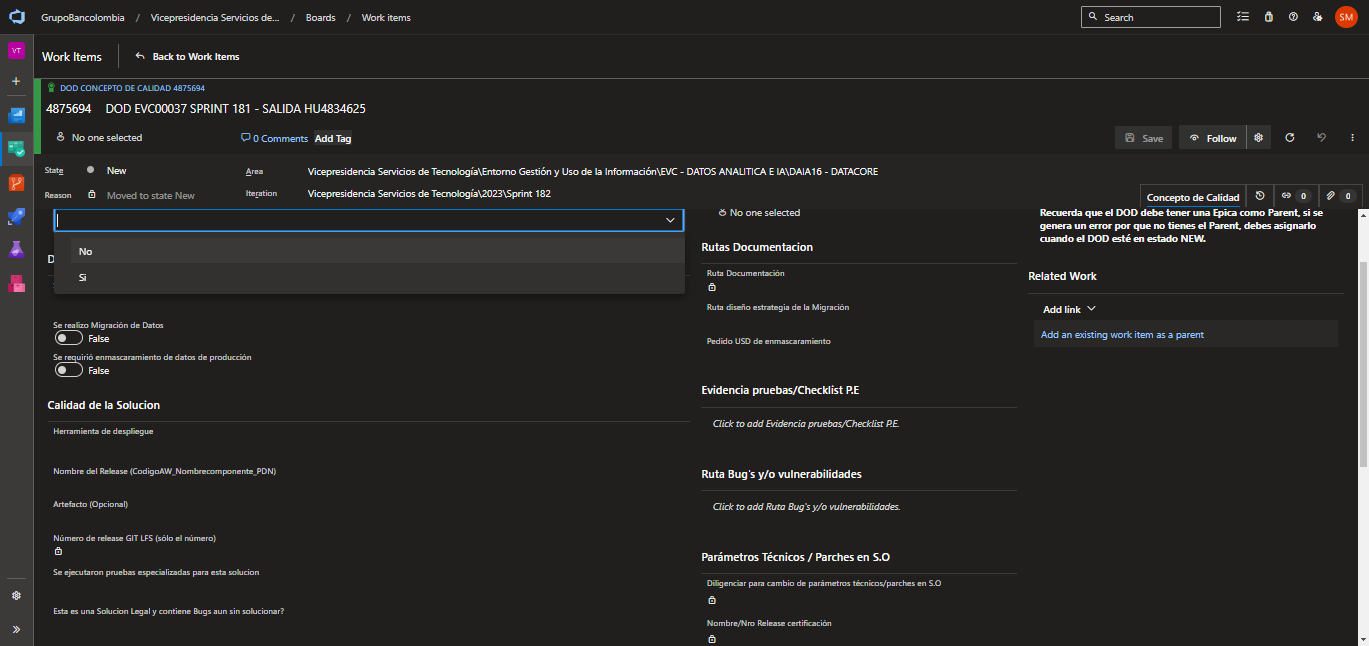 GrupoBancolombia / Vicepresidencia Servicios de... / Boards / Work items
Search
SM
VT
Work Items
Back to Work Items
DOD CONCEPTO DE CALIDAD 4875694
4875694 DOD EVC00037 SPRINT 181 - SALIDA HU4834625
No one selected
0 Comments
Add Tag
Save
Follow
State New
Area Vicepresidencia Servicios de Tecnología\Entorno Gestión y Uso de la Información\EVC - DATOS ANALITICA E IA\DAIA16 - DATACORE
Reason Moved to state New
Iteration Vicepresidencia Servicios de Tecnología\2023\Sprint 182
Concepto de Calidad
0
0
No
Si
D
Se realizo Migración de Datos
False
Se requirió enmascaramiento de datos de producción
False
Calidad de la Solucion
Herramienta de despliegue
Nombre del Release (CodigoAW_Nombrecomponente_PDN)
Artefacto (Opcional)
Número de release GIT LFS (sólo el número)
Se ejecutaron pruebas especializadas para esta solucion
Esta es una Solucion Legal y contiene Bugs aun sin solucionar?
No one selected
Rutas Documentacion
Ruta Documentación
Ruta diseño estrategia de la Migración
Pedido USD de enmascaramiento
Evidencia pruebas/Checklist P.E
Click to add Evidencia pruebas/Checklist P.E.
Ruta Bug's y/o vulnerabilidades
Click to add Ruta Bug's y/o vulnerabilidades.
Parámetros Técnicos / Parches en S.O
Diligenciar para cambio de parámetros técnicos/parches en S.O
Nombre/Nro Release certificación
Recuerda que el DOD debe tener una Epica como Parent, si se
genera un error por que no tienes el Parent, debes asignarlo
cuando el DOD esté en estado NEW.
Related Work
Add link
Add an existing work item as a parent